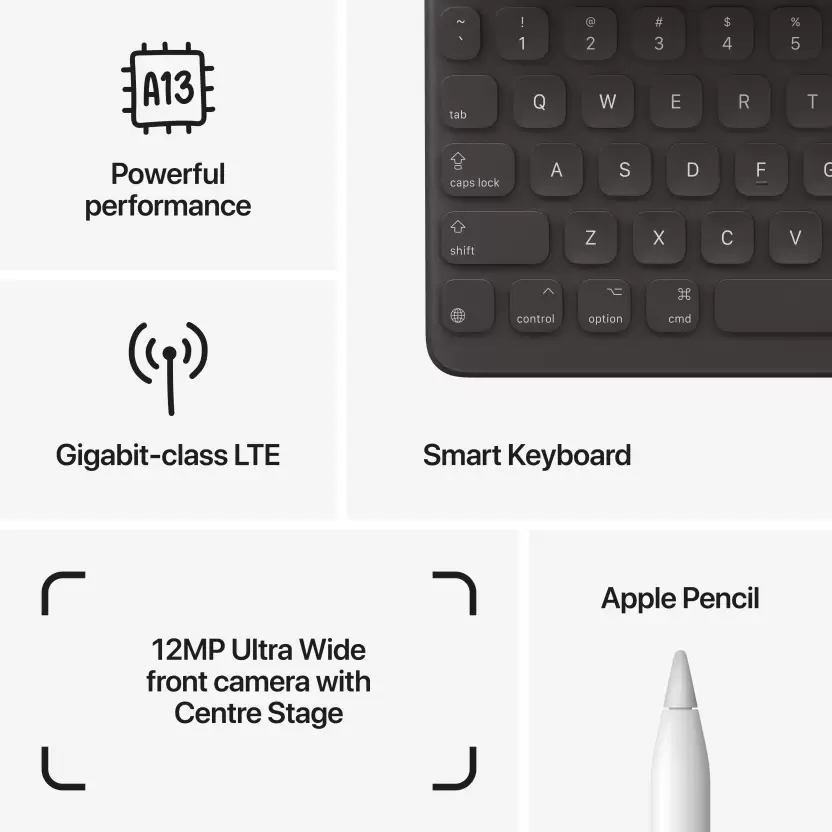 A13
Powerful
performance
Gigabit-class LTE
~ ! @ # $ %
` 1 2 3 4 5
tab Q W E R T
caps lock A S D F G
shift Z X C V
control option cmd
Smart Keyboard
12MP Ultra Wide
front camera with
Centre Stage
Apple Pencil